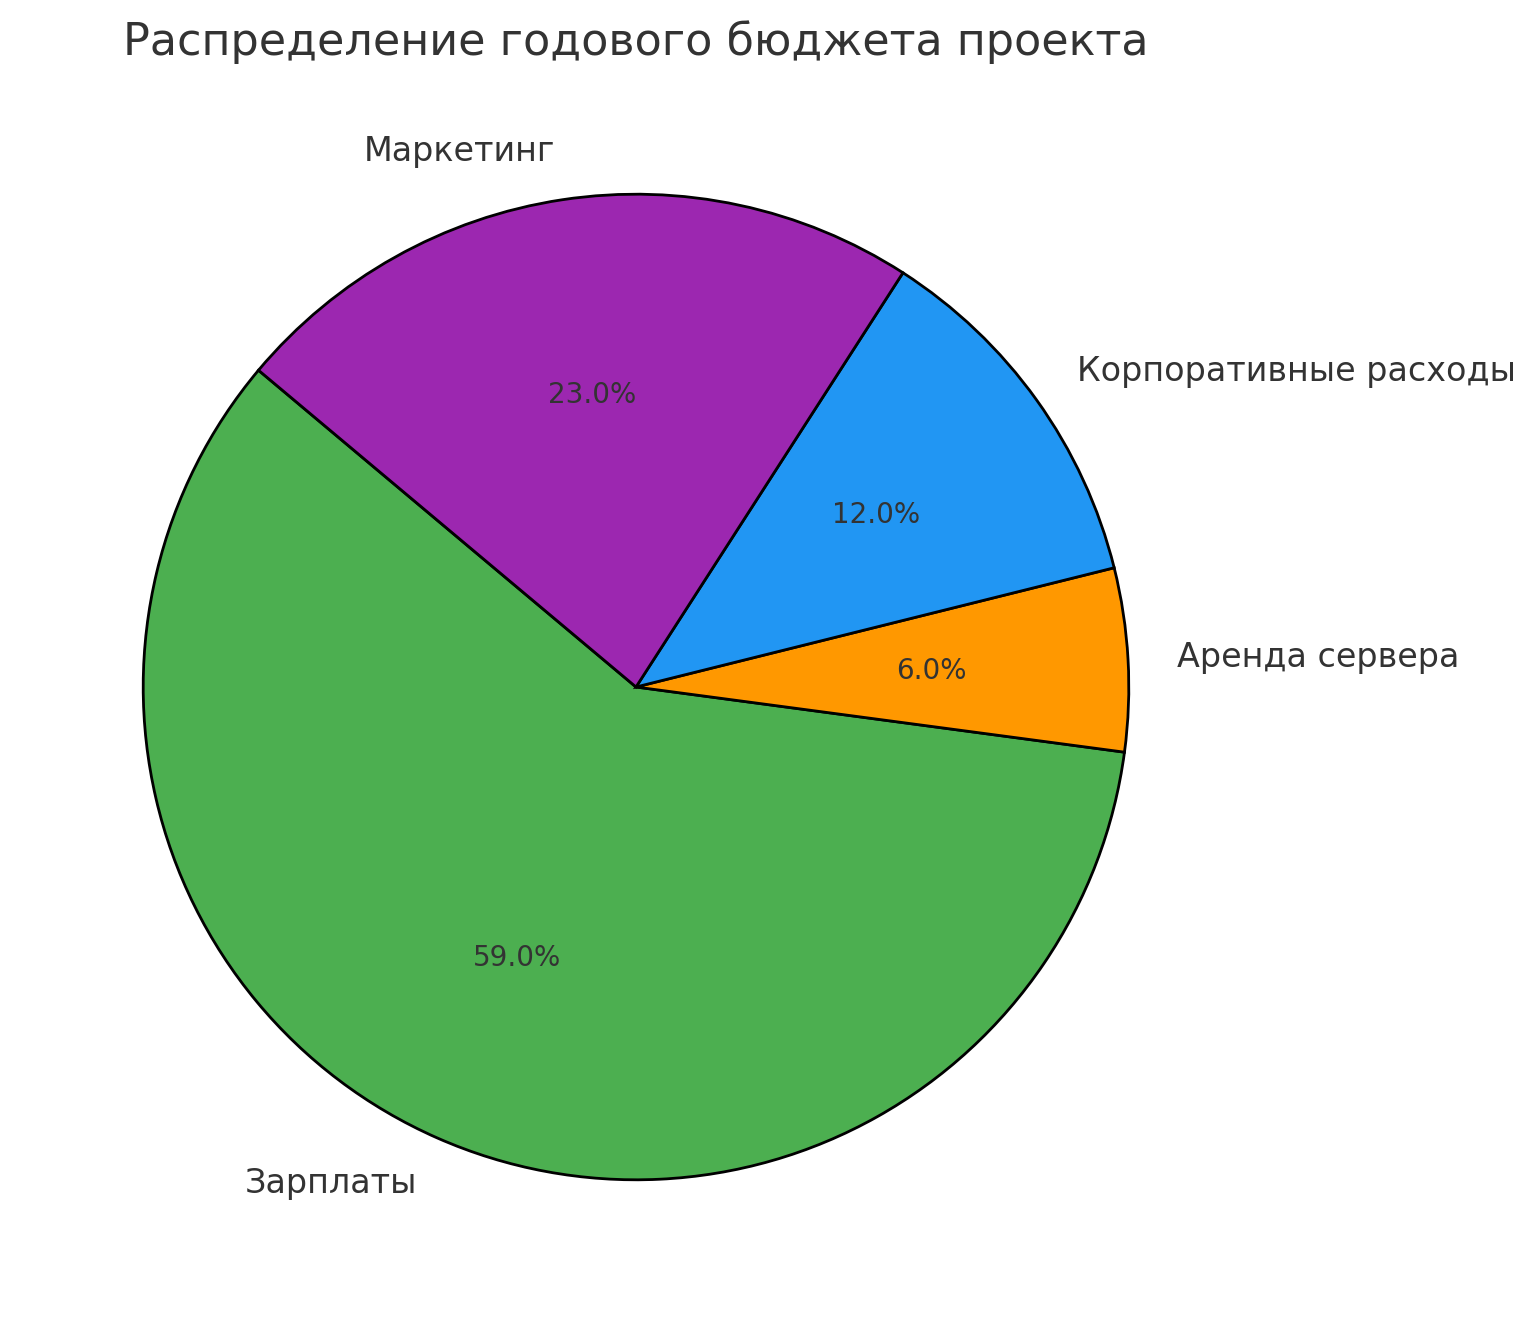 Распределение годового бюджета проекта
Маркетинг
Корпоративные расходы
23.0%
12.0%
Аренда сервера
6.0%
59.0%
Зарплаты